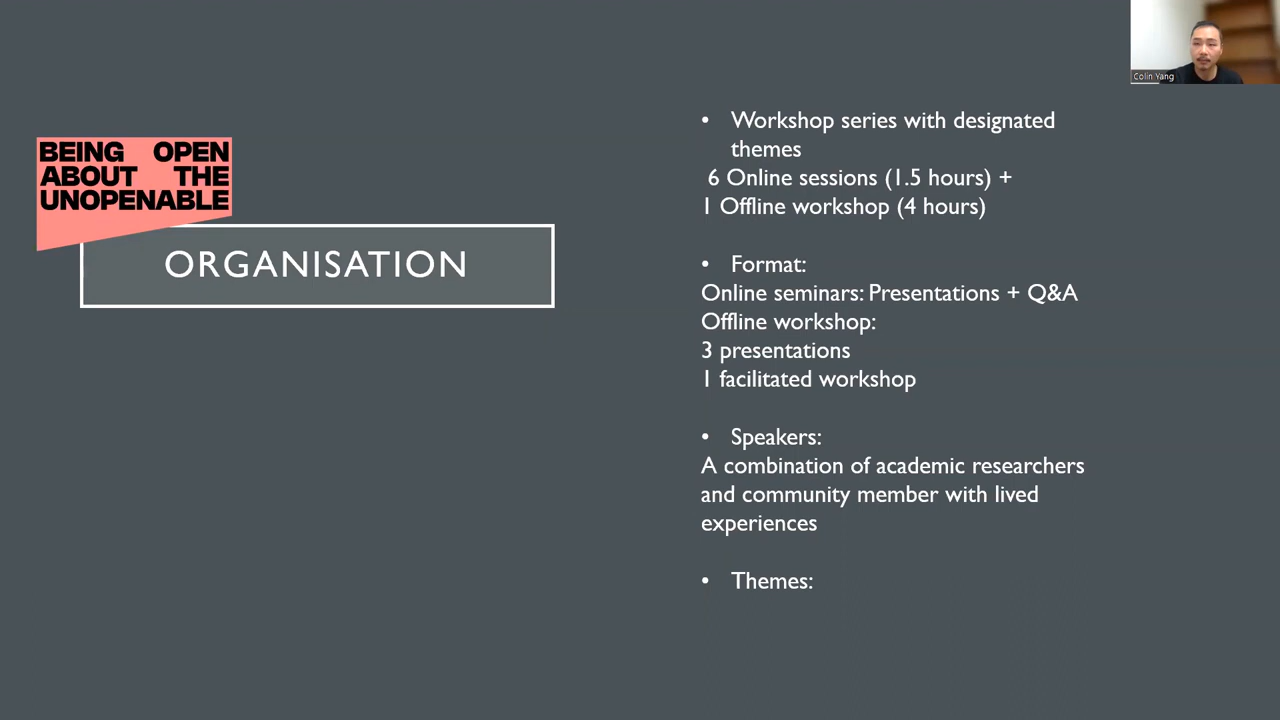 Colin Yang
BEING OPEN
ABOUT THE
UNOPENABLE
ORGANISATION
• Workshop series with designated
themes
6 Online sessions (1.5 hours) +
1 Offline workshop (4 hours)
• Format:
Online seminars: Presentations + Q&A
Offline workshop:
3 presentations
1 facilitated workshop
• Speakers:
A combination of academic researchers
and community member with lived
experiences
• Themes: